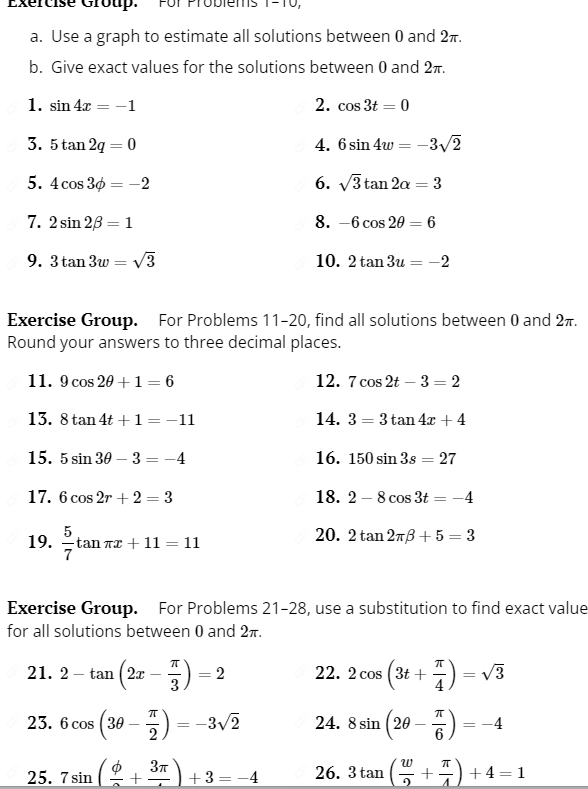 Exercise Group. For Problems 1–10,
a. Use a graph to estimate all solutions between 0 and 2π.
b. Give exact values for the solutions between 0 and 2π.
1. sin 4x = −1
2. cos 3t = 0
3. 5 tan 2q = 0
4. 6 sin 4w = −3√2
5. 4 cos 3ϕ = −2
6. √3 tan 2α = 3
7. 2 sin 2β = 1
8. −6 cos 2θ = 6
9. 3 tan 3w = √3
10. 2 tan 3u = −2
Exercise Group. For Problems 11–20, find all solutions between 0 and 2π.
Round your answers to three decimal places.
11. 9 cos 2θ + 1 = 6
12. 7 cos 2t − 3 = 2
13. 8 tan 4t + 1 = −11
14. 3 = 3 tan 4x + 4
15. 5 sin 3θ − 3 = −4
16. 150 sin 3s = 27
17. 6 cos 2r + 2 = 3
18. 2 − 8 cos 3t = −4
19. 5/7 tan πx + 11 = 11
20. 2 tan 2πβ + 5 = 3
Exercise Group. For Problems 21–28, use a substitution to find exact value
for all solutions between 0 and 2π.
21. 2 − tan (2x − π/3) = 2
22. 2 cos (3t + π/4) = √3
23. 6 cos (3θ − π/2) = −3√2
24. 8 sin (2θ − π/6) = −4
25. 7 sin (ϕ/2 + 3π/4) + 3 = −4
26. 3 tan (w/2 + π/4) + 4 = 1